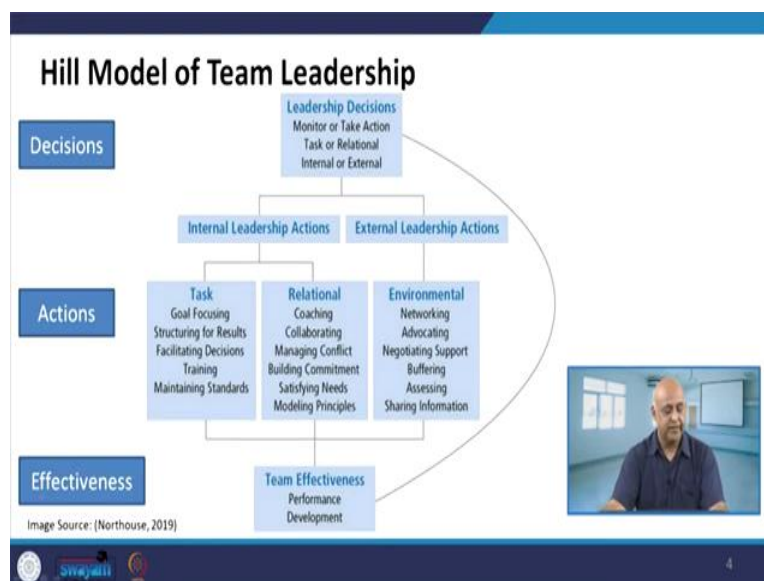 Hill Model of Team Leadership
Decisions
Leadership Decisions
Monitor or Take Action
Task or Relational
Internal or External
Internal Leadership Actions
External Leadership Actions
Actions
Task
Goal Focusing
Structuring for Results
Facilitating Decisions
Training
Maintaining Standards
Relational
Coaching
Collaborating
Managing Conflict
Building Commitment
Satisfying Needs
Modeling Principles
Environmental
Networking
Advocating
Negotiating Support
Buffering
Assessing
Sharing Information
Effectiveness
Team Effectiveness
Performance
Development
Image Source: (Northouse, 2019)
swayam
4